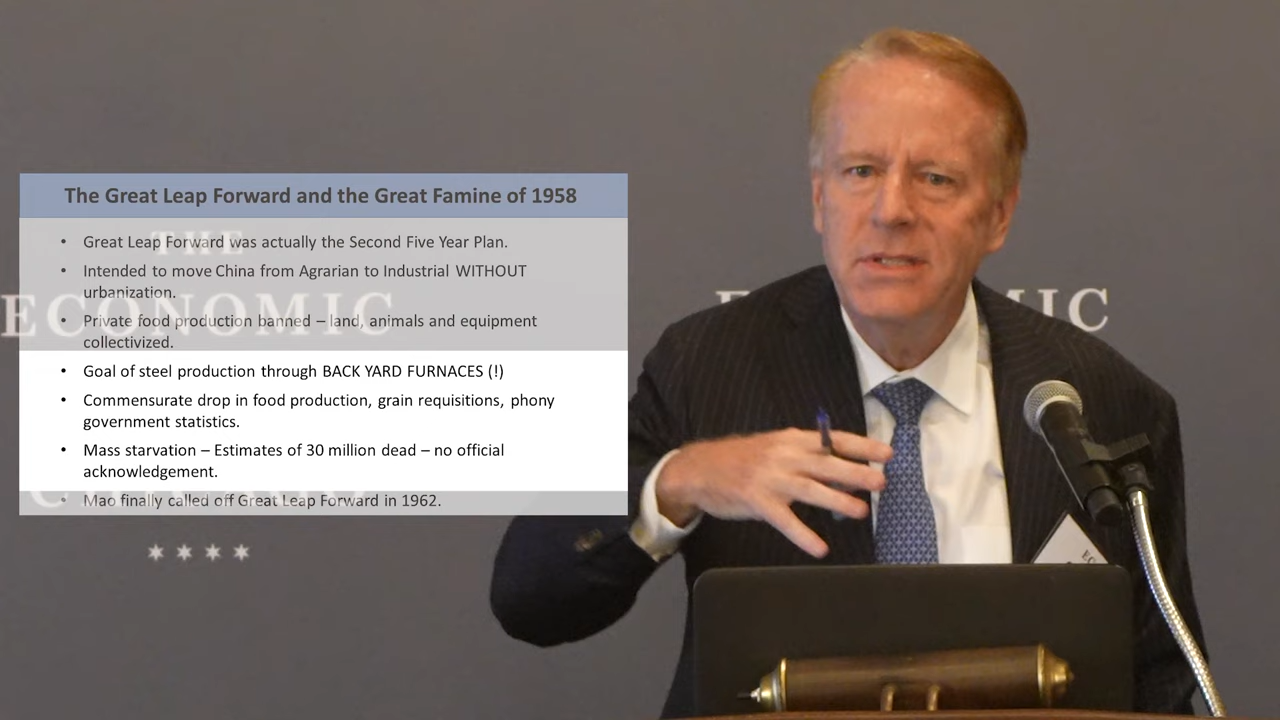 The Great Leap Forward and the Great Famine of 1958
• Great Leap Forward was actually the Second Five Year Plan.
• Intended to move China from Agrarian to Industrial WITHOUT
urbanization.
• Private food production banned – land, animals and equipment
collectivized.
• Goal of steel production through BACK YARD FURNACES (!)
• Commensurate drop in food production, grain requisitions, phony
government statistics.
• Mass starvation – Estimates of 30 million dead – no official
acknowledgement.
• Mao finally called off Great Leap Forward in 1962.
THE
ECONOMIC
MIC
EC